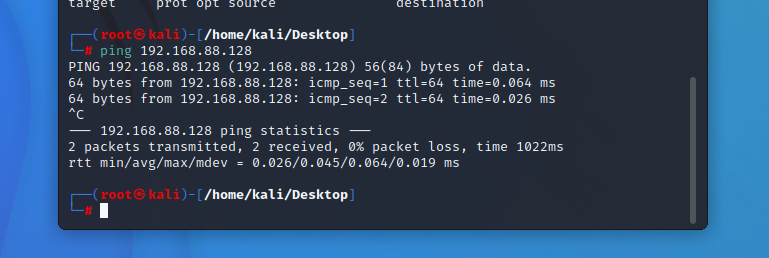 target     prot opt source               destination
┌──(root㉿kali)-[/home/kali/Desktop]
└─# ping 192.168.88.128
PING 192.168.88.128 (192.168.88.128) 56(84) bytes of data.
64 bytes from 192.168.88.128: icmp_seq=1 ttl=64 time=0.064 ms
64 bytes from 192.168.88.128: icmp_seq=2 ttl=64 time=0.026 ms
^C
--- 192.168.88.128 ping statistics ---
2 packets transmitted, 2 received, 0% packet loss, time 1022ms
rtt min/avg/max/mdev = 0.026/0.045/0.064/0.019 ms
┌──(root㉿kali)-[/home/kali/Desktop]
└─#